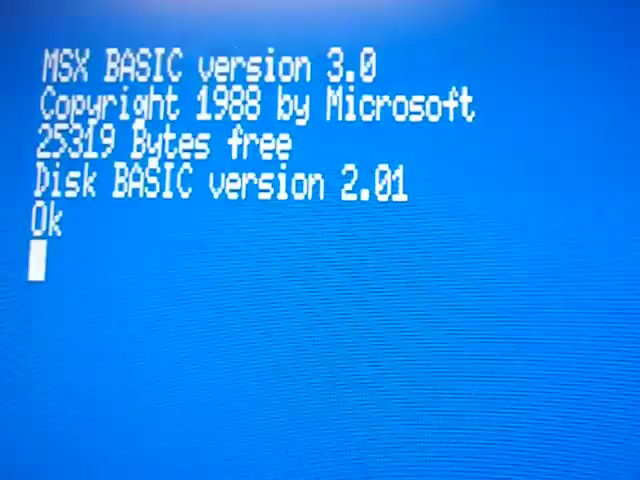 MSX BASIC version 3.0
Copyright 1988 by Microsoft
25319 Bytes free
Disk BASIC version 2.01
Ok